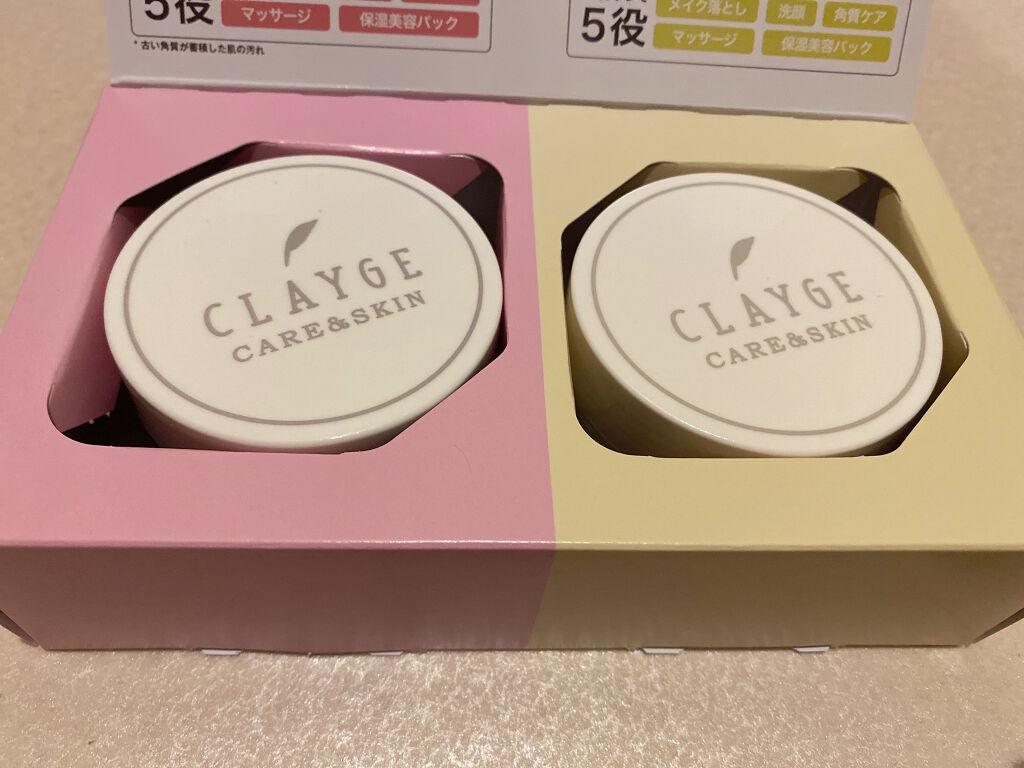 5役
マッサージ
保湿美容パック
* 古い角質が蓄積した肌の汚れ
メイク落とし
洗顔
角質ケア
5役
マッサージ
保湿美容パック
CLAYGE
CARE&SKIN
CLAYGE
CARE&SKIN